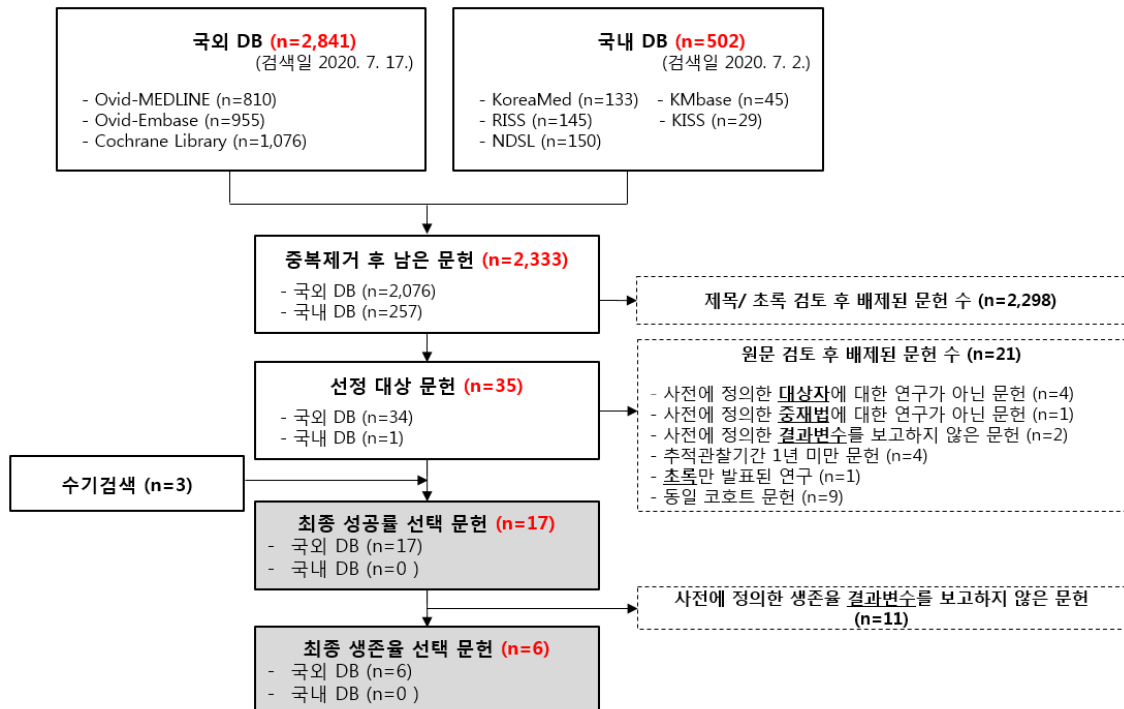 국외 DB (n=2,841)
(검색일 2020. 7. 17.)
- Ovid-MEDLINE (n=810)
- Ovid-Embase (n=955)
- Cochrane Library (n=1,076)
국내 DB (n=502)
(검색일 2020. 7. 2.)
- KoreaMed (n=133) - KMbase (n=45)
- RISS (n=145) - KISS (n=29)
- NDSL (n=150)
중복제거 후 남은 문헌 (n=2,333)
- 국외 DB (n=2,076)
- 국내 DB (n=257)
제목/ 초록 검토 후 배제된 문헌 수 (n=2,298)
선정 대상 문헌 (n=35)
- 국외 DB (n=34)
- 국내 DB (n=1)
원문 검토 후 배제된 문헌 수 (n=21)
- 사전에 정의한 대상자에 대한 연구가 아닌 문헌 (n=4)
- 사전에 정의한 중재법에 대한 연구가 아닌 문헌 (n=1)
- 사전에 정의한 결과변수를 보고하지 않은 문헌 (n=2)
- 추적관찰기간 1년 미만 문헌 (n=4)
- 초록만 발표된 연구 (n=1)
- 동일 코호트 문헌 (n=9)
수기검색 (n=3)
최종 성공률 선택 문헌 (n=17)
- 국외 DB (n=17)
- 국내 DB (n=0 )
사전에 정의한 생존율 결과변수를 보고하지 않은 문헌
(n=11)
최종 생존율 선택 문헌 (n=6)
- 국외 DB (n=6)
- 국내 DB (n=0 )